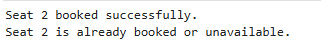 Seat 2 booked successfully.
Seat 2 is already booked or unavailable.